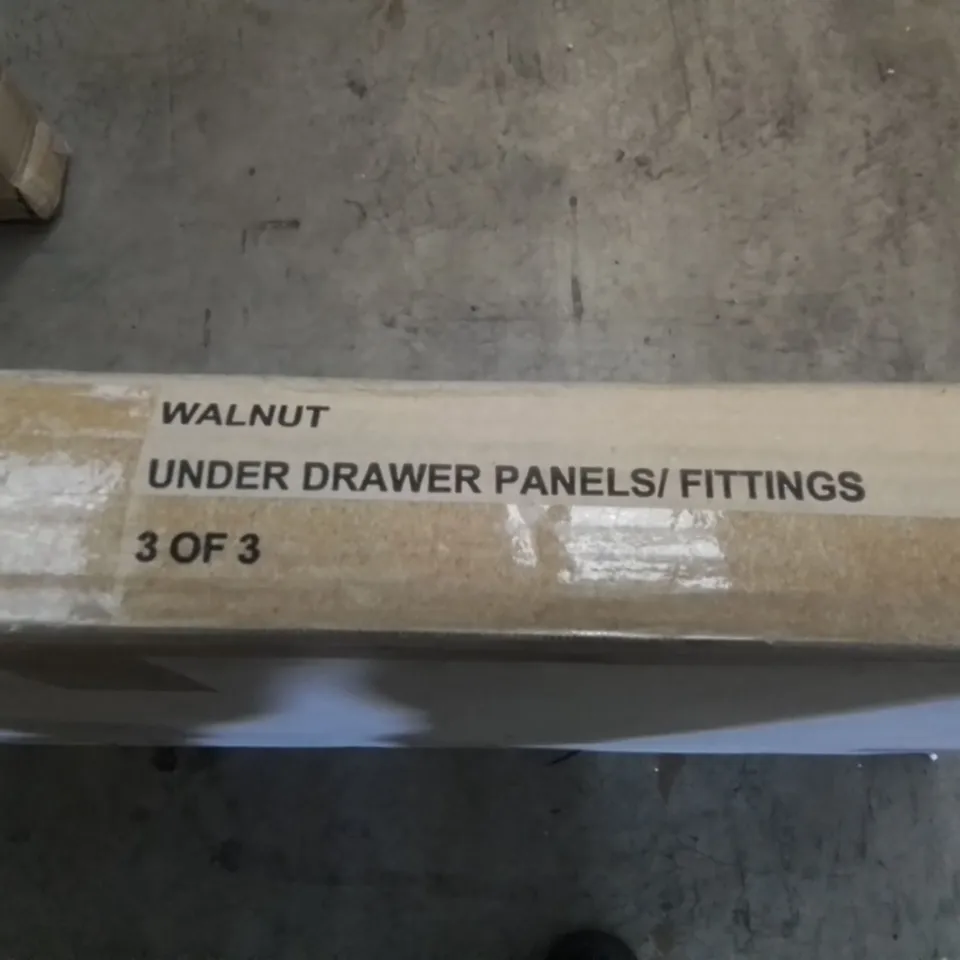 WALNUT
UNDER DRAWER PANELS/ FITTINGS
3 OF 3